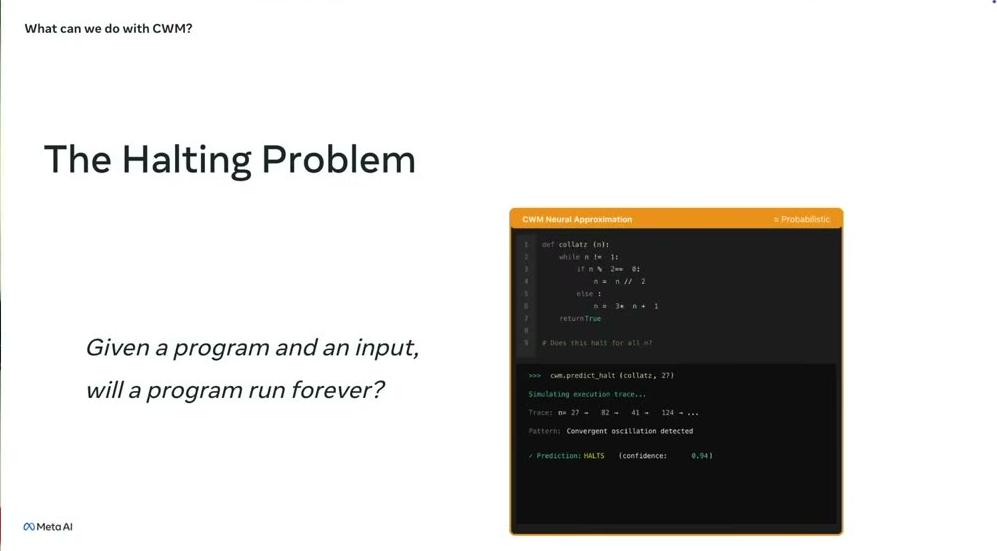 What can we do with CWM?
The Halting Problem
Given a program and an input,
will a program run forever?
CWM Neural Approximation
≈ Probabilistic
1 def collatz (n):
2 while n != 1:
3 if n % 2== 0:
4 n = n // 2
5 else :
6 n = 3* n + 1
7 returnTrue
8
9 # Does this halt for all n?
>>> cwm.predict_halt (collatz, 27)
Simulating execution trace...
Trace: n= 27 → 82 → 41 → 124 → ...
Pattern: Convergent oscillation detected
✓ Prediction: HALTS (confidence: 0.94)
Meta AI